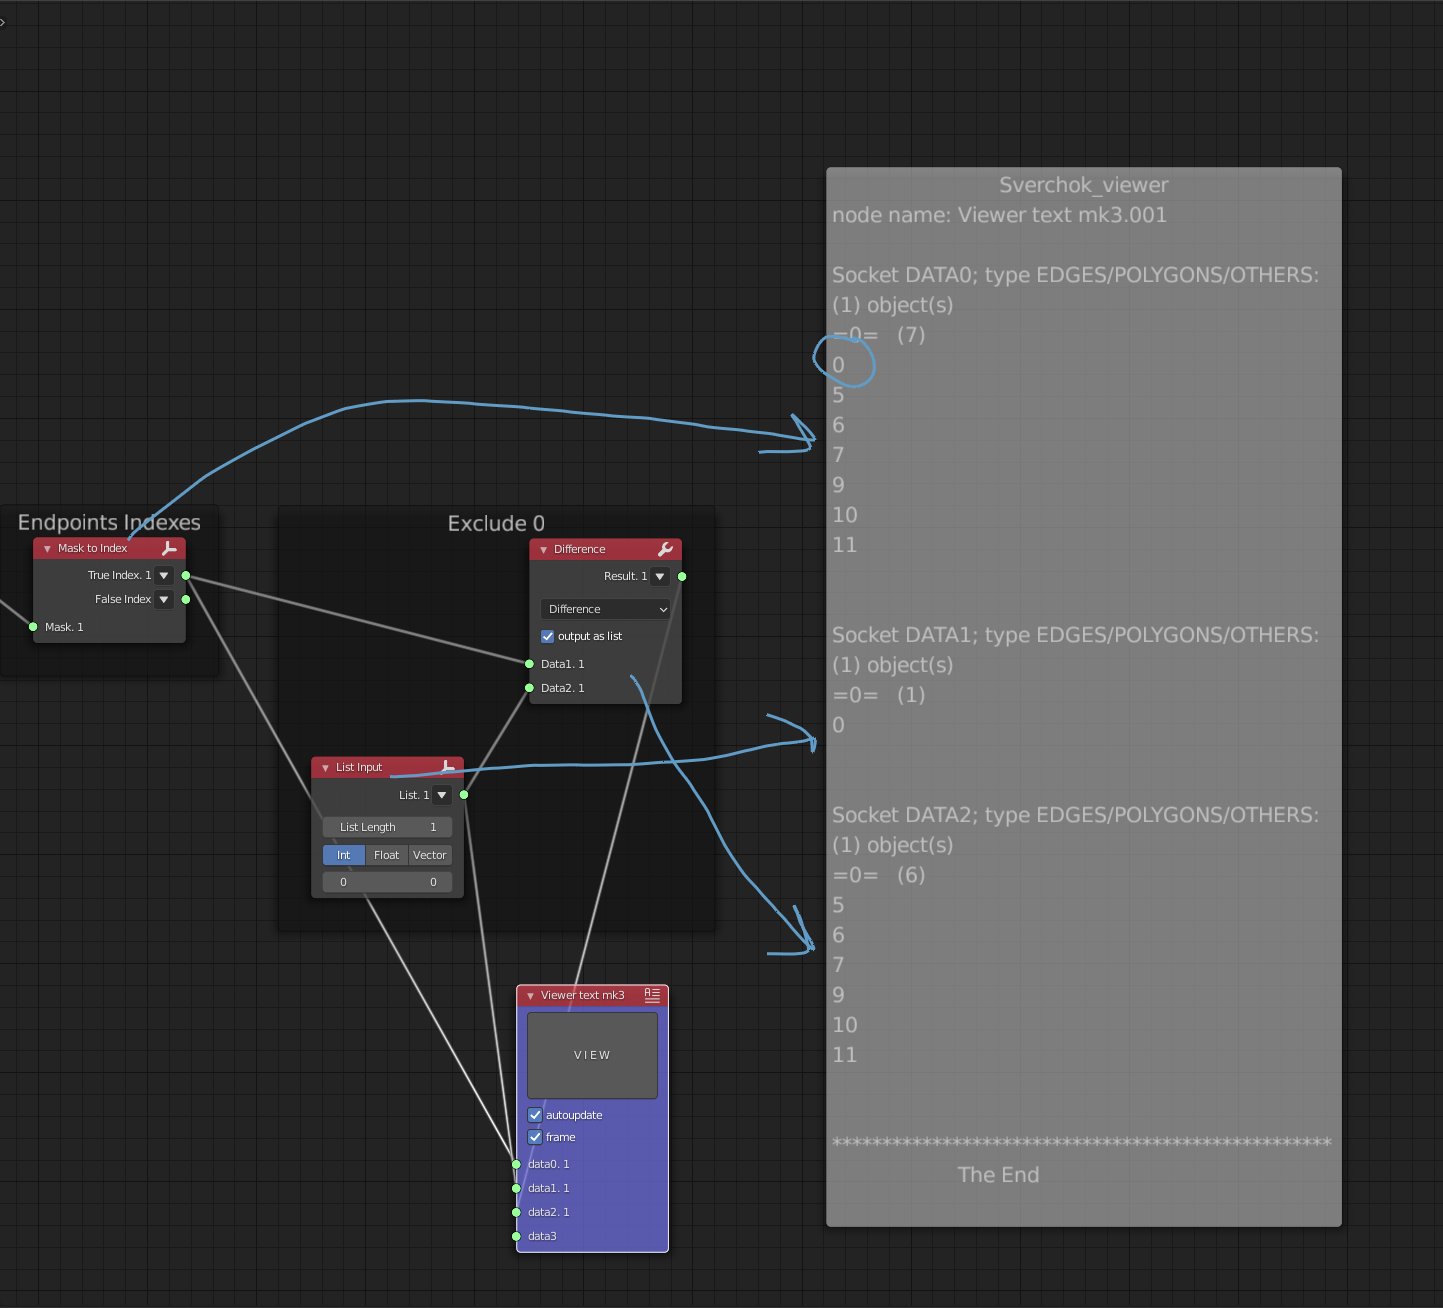 Sverchok_viewer
node name: Viewer text mk3.001
Socket DATA0; type EDGES/POLYGONS/OTHERS:
(1) object(s)
=0= (7)
0
5
6
7
9
10
11
Socket DATA1; type EDGES/POLYGONS/OTHERS:
(1) object(s)
=0= (1)
0
Socket DATA2; type EDGES/POLYGONS/OTHERS:
(1) object(s)
=0= (6)
5
6
7
9
10
11
**************************************************
The End
Endpoints Indexes
Mask to Index
True Index. 1
False Index
Mask. 1
Exclude 0
Difference
Result. 1
Difference
output as list
Data1. 1
Data2. 1
List Input
List. 1
List Length 1
Int Float Vector
0 0
Viewer text mk3
VIEW
autoupdate
frame
data0. 1
data1. 1
data2. 1
data3